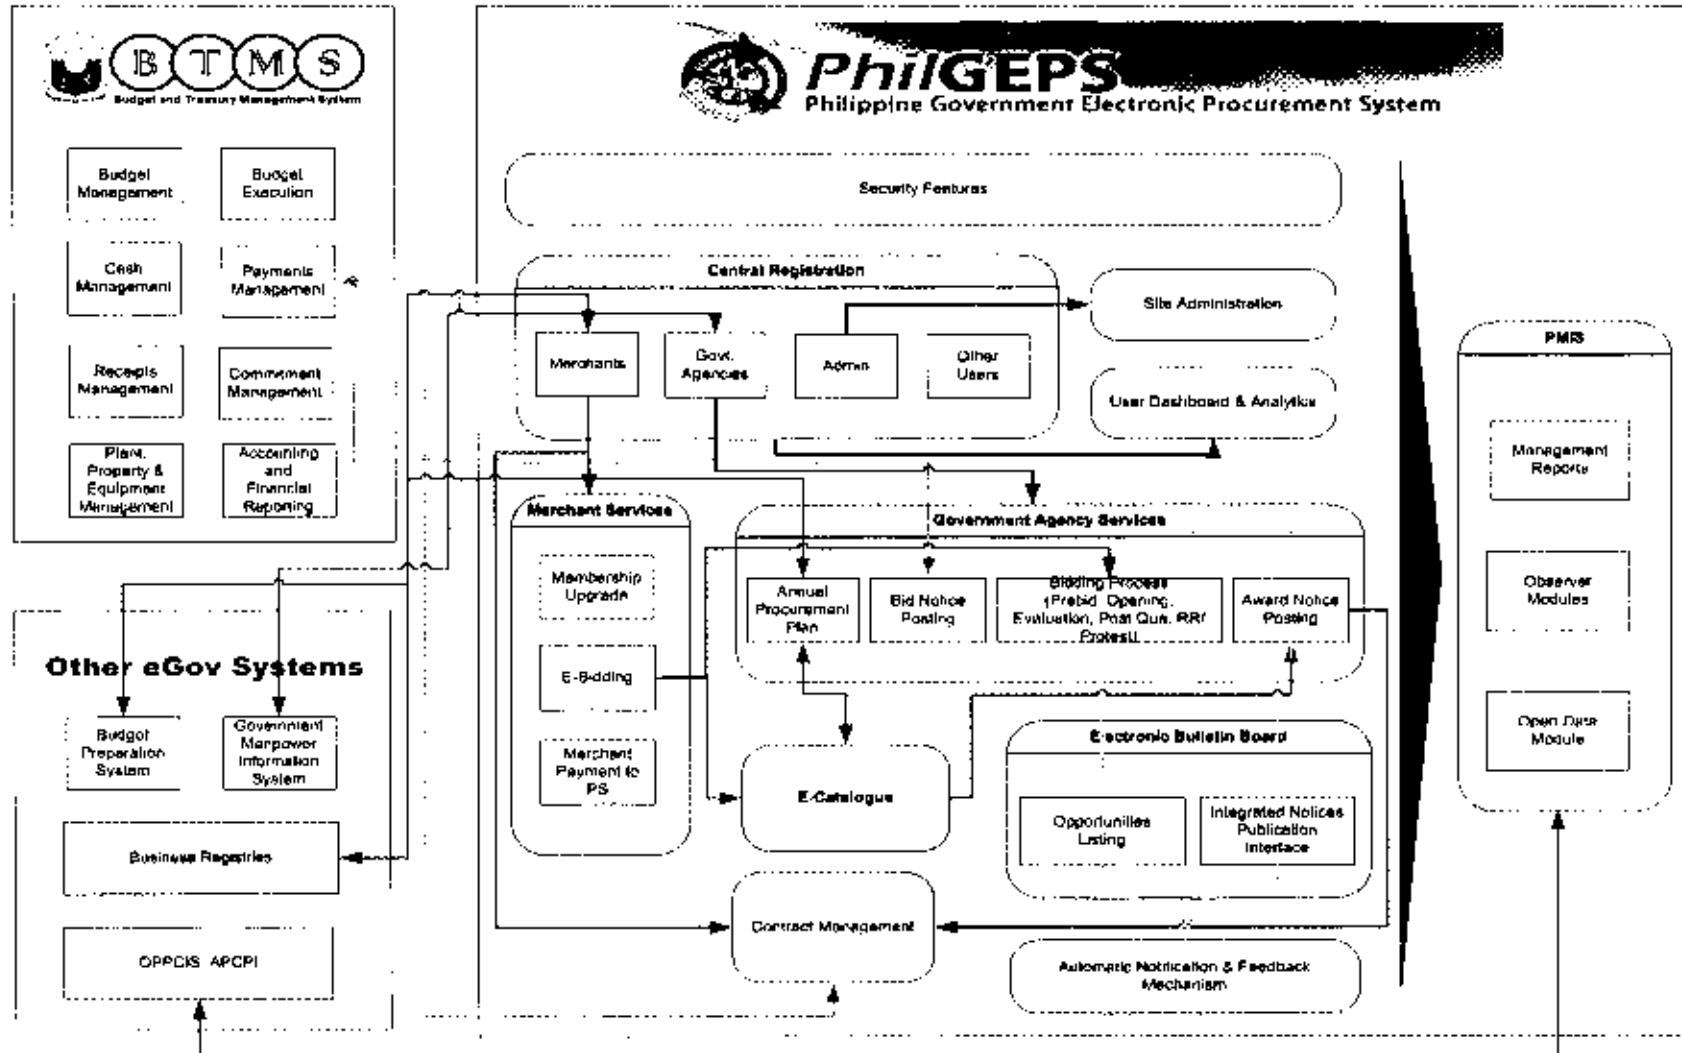 BTMS
Budget and Treasury Management System
Budget
Management
Budget
Execution
Cash
Management
Payments
Management
Receipts
Management
Commitment
Management
Plant,
Property &
Equipment
Management
Accounting
and
Financial
Reporting
Other eGov Systems
Budget
Preparation
System
Government
Manpower
Information
System
Business Registries
OPPCIS APCPI
PhilGEPS
Philippine Government Electronic Procurement System
Security Features
Central Registration
Merchants
Govt.
Agencies
Admin
Other
Users
Site Administration
User Dashboard & Analytics
Merchant Services
Membership
Upgrade
E-Bidding
Merchant
Payment to
PS
Government Agency Services
Annual
Procurement
Plan
Bid Notice
Posting
Bidding Process
(Prebid, Opening,
Evaluation, Post Qua. RR/
Protest)
Award Notice
Posting
E-Catalogue
Electronic Bulletin Board
Opportunities
Listing
Integrated Notices
Publication
Interface
Contract Management
Automatic Notification & Feedback
Mechanism
PMIS
Management
Reports
Observer
Modules
Open Data
Module